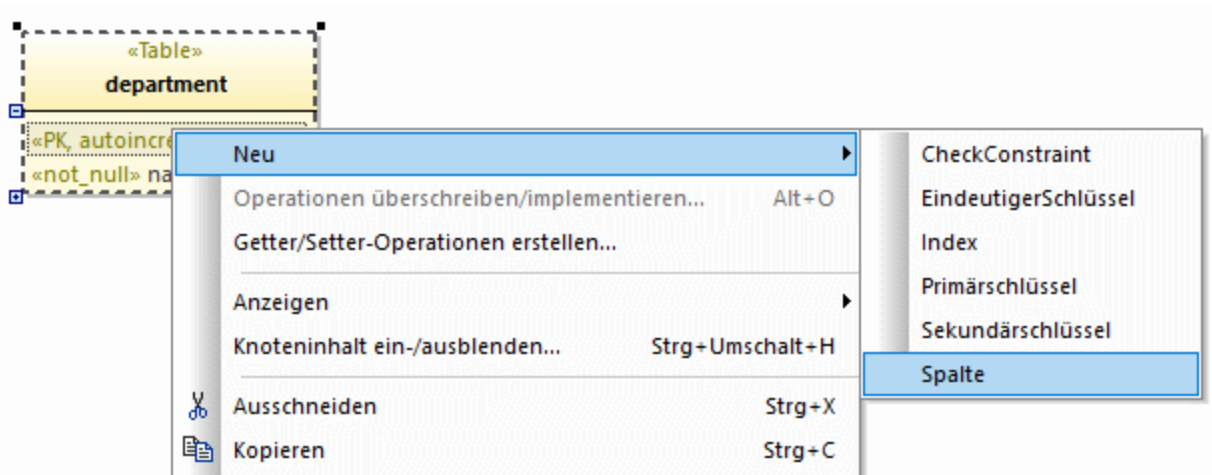 «Table»
department
«PK, autoincre
«not_null» na
Neu
Operationen überschreiben/implementieren... Alt+O
Getter/Setter-Operationen erstellen...
Anzeigen
Knoteninhalt ein-/ausblenden... Strg+Umschalt+H
Ausschneiden Strg+X
Kopieren Strg+C
CheckConstraint
EindeutigerSchlüssel
Index
Primärschlüssel
Sekundärschlüssel
Spalte